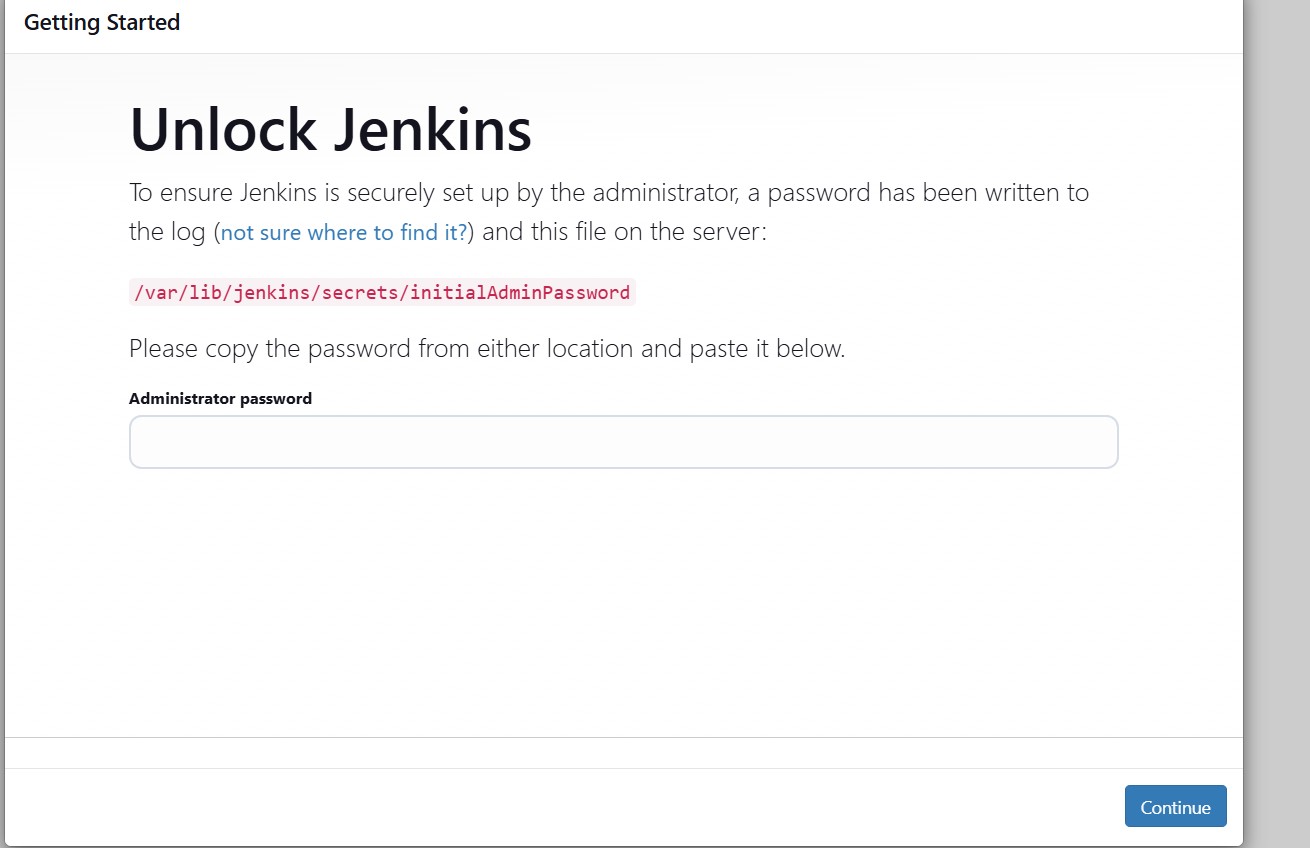 Getting Started
Unlock Jenkins
To ensure Jenkins is securely set up by the administrator, a password has been written to
the log (not sure where to find it?) and this file on the server:
/var/lib/jenkins/secrets/initialAdminPassword
Please copy the password from either location and paste it below.
Administrator password
Continue